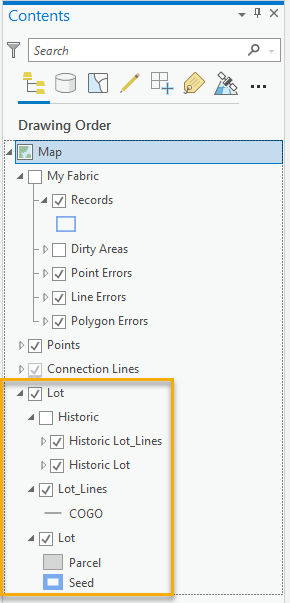 Contents
Search
Drawing Order
Map
My Fabric
Records
Dirty Areas
Point Errors
Line Errors
Polygon Errors
Points
Connection Lines
Lot
Historic
Historic Lot_Lines
Historic Lot
Lot_Lines
COGO
Lot
Parcel
Seed